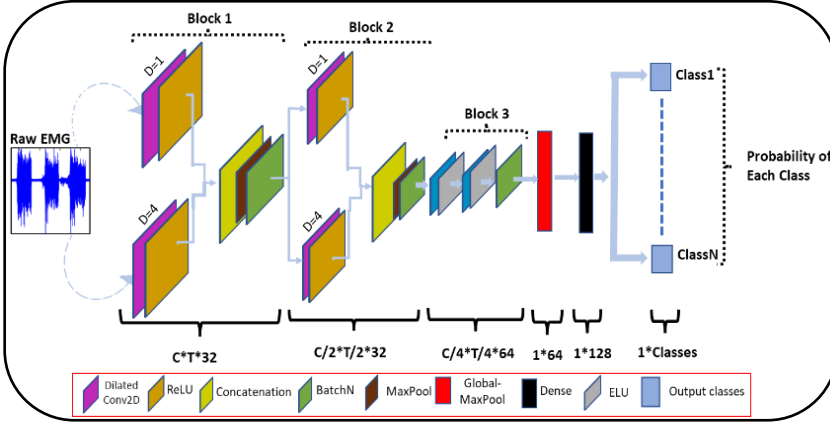 Block 1
Block 2
D=1
D=1
Class1
Block 3
Raw EMG
Probability of
Each Class
D=4
D=4
ClassN
C*T*32
C/2*T/2*32
C/4*T/4*64
1*64
1*128
1*Classes
Dilated
Conv2D
ReLU
Concatenation
BatchN
MaxPool
Global-
MaxPool
Dense
ELU
Output classes